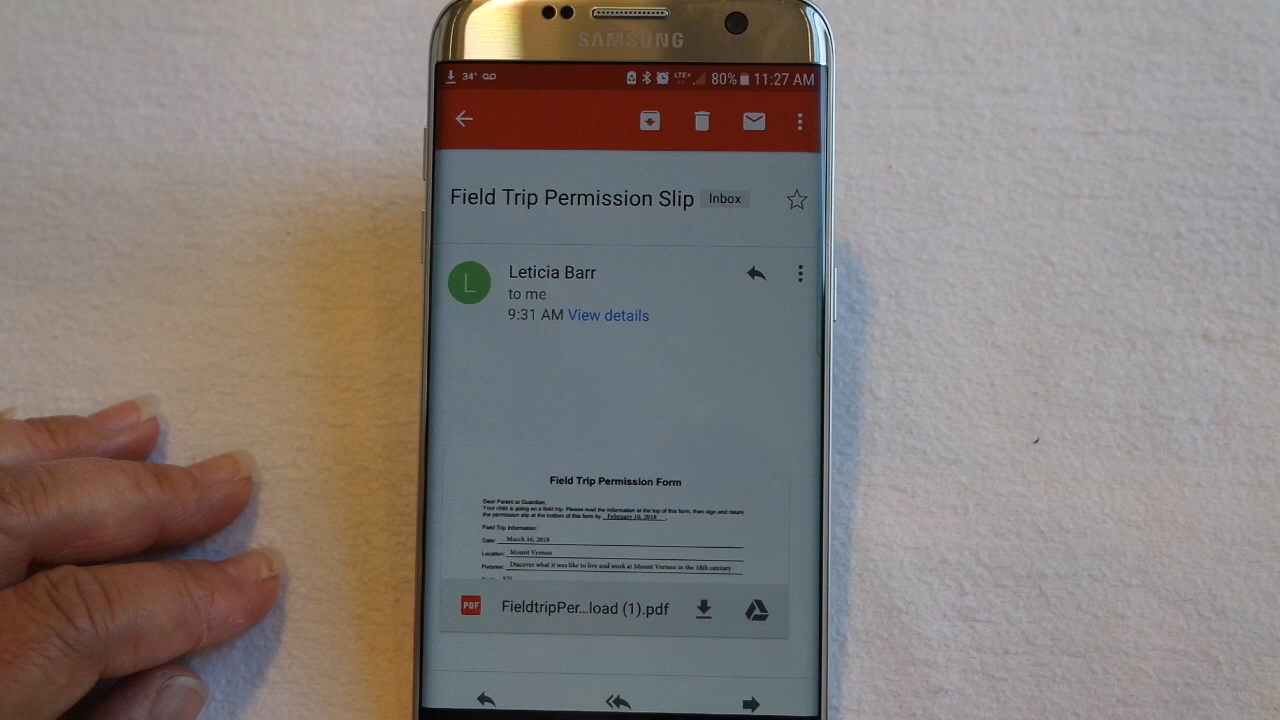 SAMSUNG
34° LTE+ 80% 11:27 AM
Field Trip Permission Slip Inbox
L
Leticia Barr
to me
9:31 AM View details
Field Trip Permission Form
Dear Parent or Guardian,
Your child is going on a field trip. Please read the information at the top of this form, then sign and return
the permission slip at the bottom of this form by February 10, 2018.
Field Trip Information:
Date: March 16, 2018
Location: Mount Vernon
Purpose: Discover what it was like to live and work at Mount Vernon in the 18th century
PDF FieldtripPer...load (1).pdf